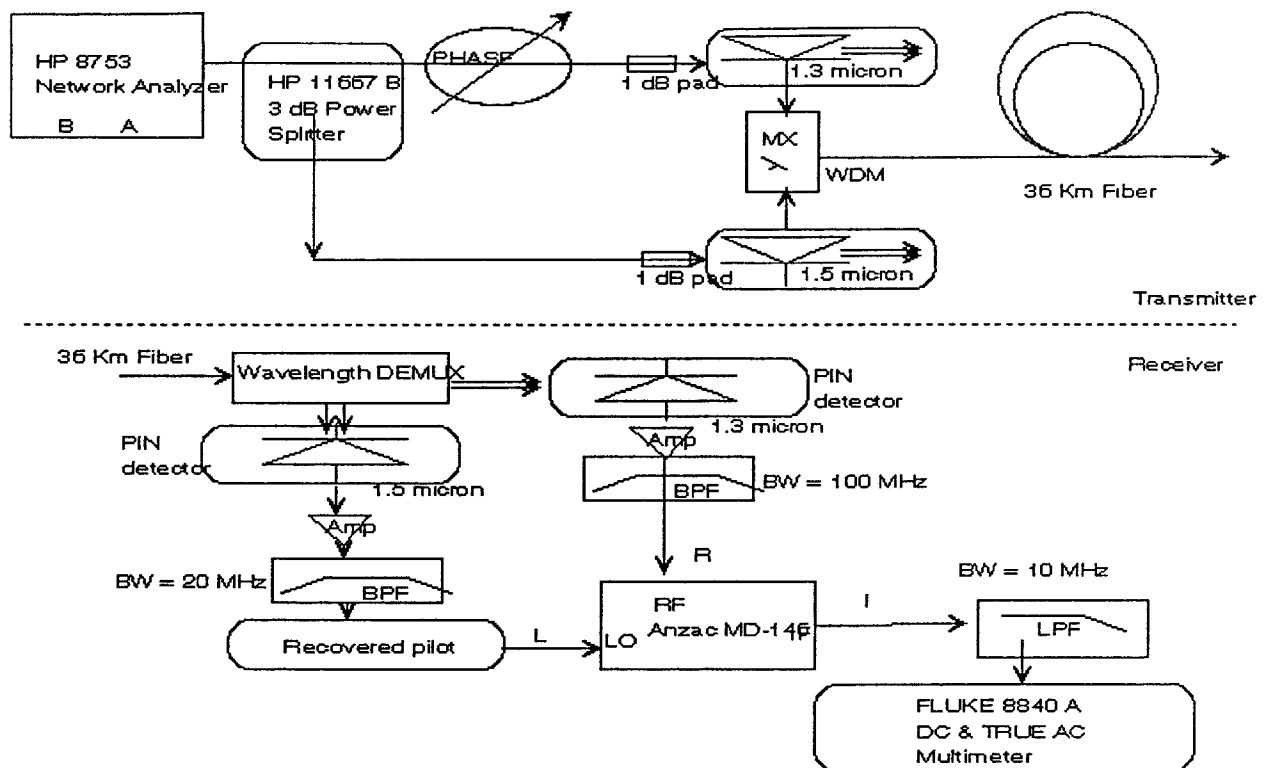 HP 8753
Network Analyzer
B A
HP 11667 B
3 dB Power
Splitter
PHASE
1 dB pad
1.3 micron
MX
WDM
36 Km Fiber
1 dB pad
1.5 micron
Transmitter
36 Km Fiber
Wavelength DEMUX
PIN
detector
Receiver
1.3 micron
PIN
detector
1.5 micron
Amp
BPF
BW = 100 MHz
Amp
R
BW = 20 MHz
BPF
BW = 10 MHz
Recovered pilot
L
RF
Anzac MD-146
LO
IF
I
LPF
FLUKE 8840 A
DC & TRUE AC
Multimeter